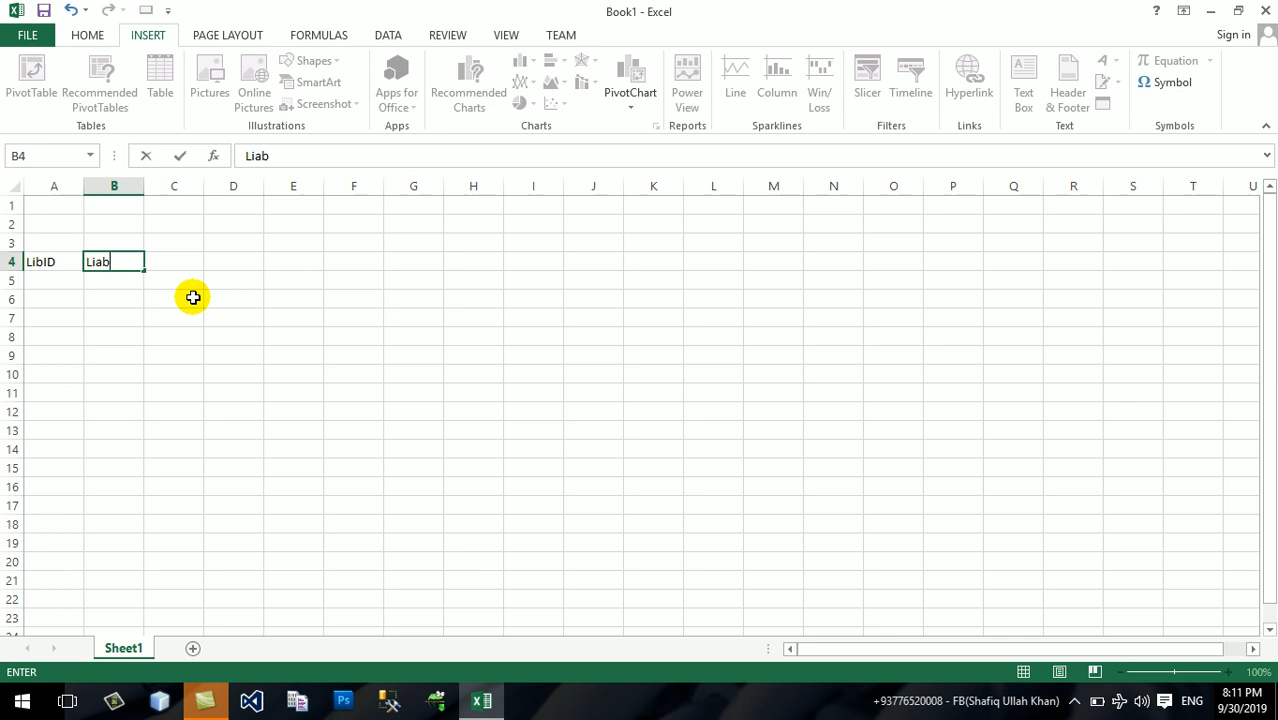 Book1 - Excel
?
FILE
HOME
INSERT
PAGE LAYOUT
FORMULAS
DATA
REVIEW
VIEW
TEAM
Sign in
PivotTable
Recommended
PivotTables
Table
Tables
Pictures
Online
Pictures
Shapes
SmartArt
Screenshot
Illustrations
Apps for
Office
Apps
Recommended
Charts
PivotChart
Charts
Power
View
Reports
Line
Column
Win/
Loss
Sparklines
Slicer
Timeline
Filters
Hyperlink
Links
Text
Box
Header
& Footer
Text
Equation
Symbol
Symbols
B4
Liab
A B C D E F G H I J K L M N O P Q R S T U
1
2
3
4 LibID Liab
5
6
7
8
9
10
11
12
13
14
15
16
17
18
19
20
21
22
23
24
Sheet1
ENTER
100%
+93776520008 - FB(Shafiq Ullah Khan)
ENG
8:11 PM
9/30/2019